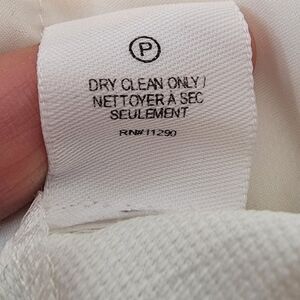 P
DRY CLEAN ONLY /
NETTOYER À SEC
SEULEMENT
RN# 11290